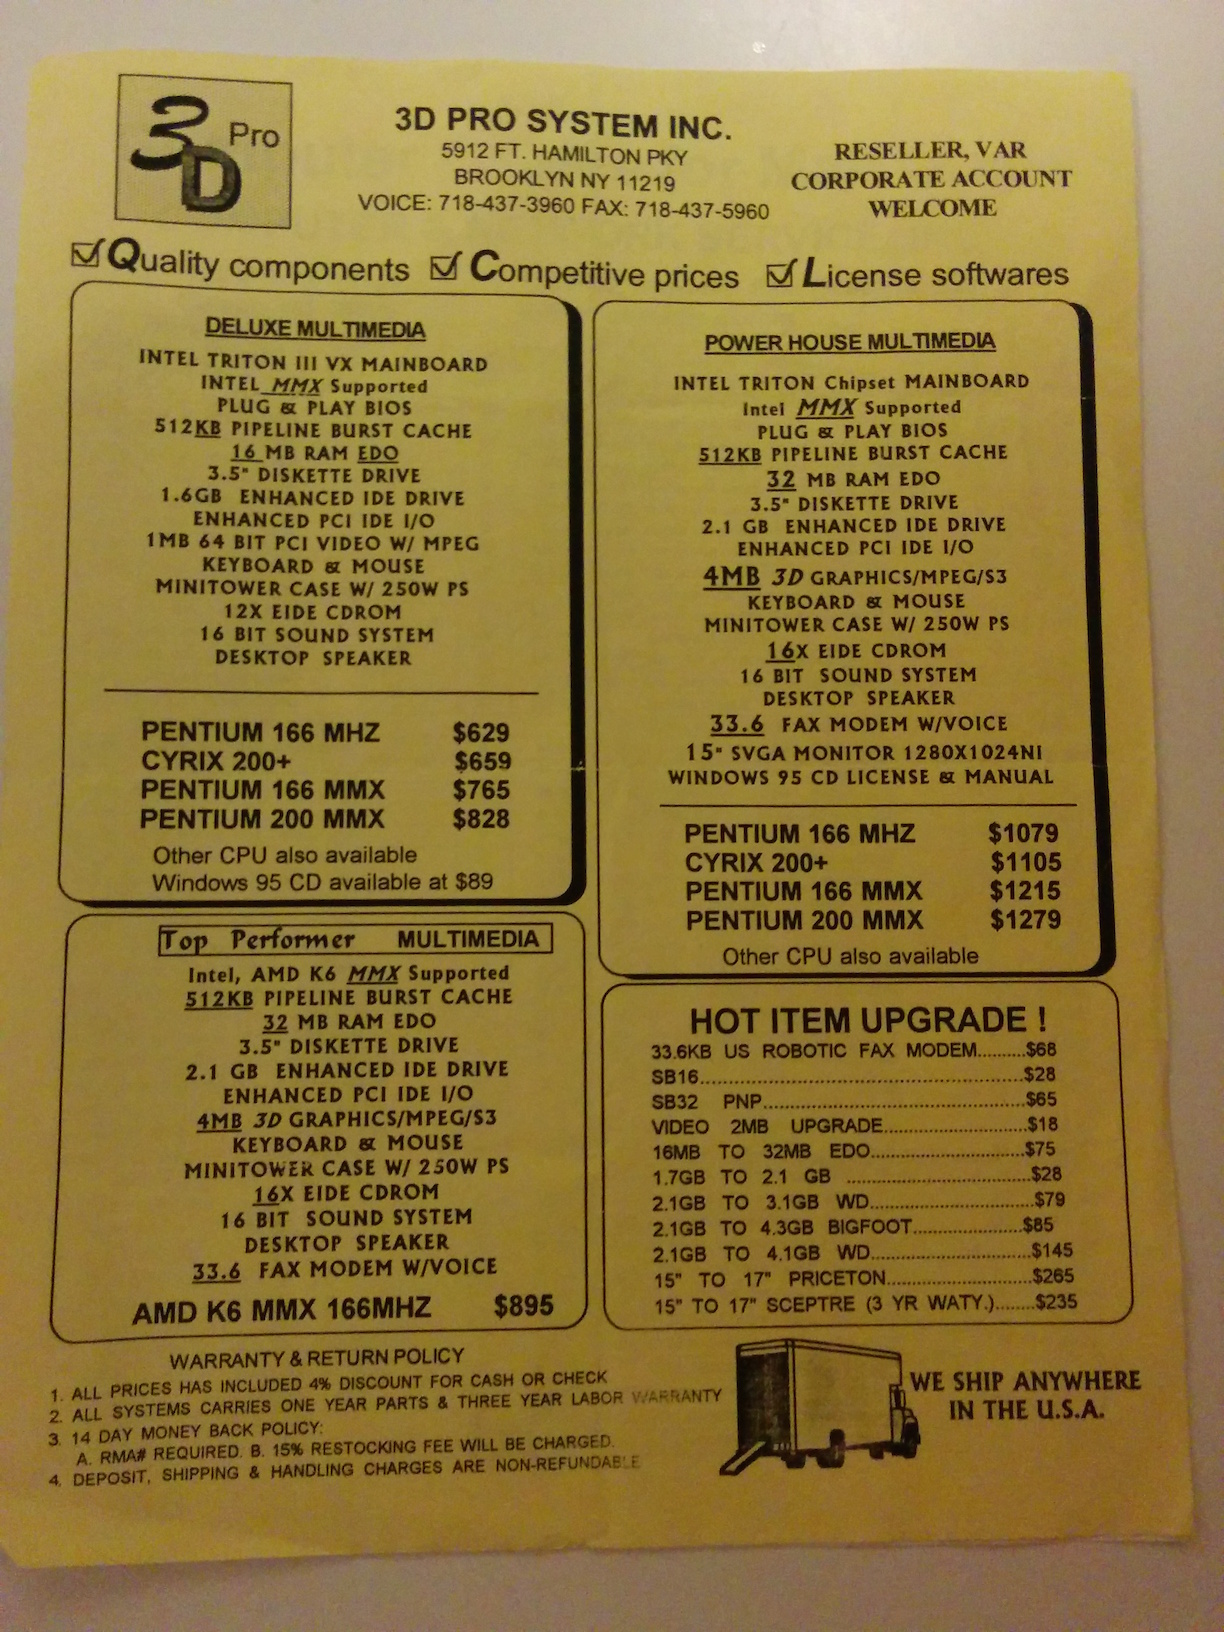 3D Pro
3D PRO SYSTEM INC.
5912 FT. HAMILTON PKY
BROOKLYN NY 11219
VOICE: 718-437-3960 FAX: 718-437-5960
RESELLER, VAR
CORPORATE ACCOUNT
WELCOME
Quality components Competitive prices License softwares
DELUXE MULTIMEDIA
INTEL TRITON III VX MAINBOARD
INTEL MMX Supported
PLUG & PLAY BIOS
512KB PIPELINE BURST CACHE
16 MB RAM EDO
3.5" DISKETTE DRIVE
1.6GB ENHANCED IDE DRIVE
ENHANCED PCI IDE I/O
1MB 64 BIT PCI VIDEO W/ MPEG
KEYBOARD & MOUSE
MINITOWER CASE W/ 250W PS
12X EIDE CDROM
16 BIT SOUND SYSTEM
DESKTOP SPEAKER
PENTIUM 166 MHZ $629
CYRIX 200+ $659
PENTIUM 166 MMX $765
PENTIUM 200 MMX $828
Other CPU also available
Windows 95 CD available at $89
POWER HOUSE MULTIMEDIA
INTEL TRITON Chipset MAINBOARD
Intel MMX Supported
PLUG & PLAY BIOS
512KB PIPELINE BURST CACHE
32 MB RAM EDO
3.5" DISKETTE DRIVE
2.1 GB ENHANCED IDE DRIVE
ENHANCED PCI IDE I/O
4MB 3D GRAPHICS/MPEG/S3
KEYBOARD & MOUSE
MINITOWER CASE W/ 250W PS
16X EIDE CDROM
16 BIT SOUND SYSTEM
DESKTOP SPEAKER
33.6 FAX MODEM W/VOICE
15" SVGA MONITOR 1280X1024NI
WINDOWS 95 CD LICENSE & MANUAL
PENTIUM 166 MHZ $1079
CYRIX 200+ $1105
PENTIUM 166 MMX $1215
PENTIUM 200 MMX $1279
Other CPU also available
Top Performer MULTIMEDIA
Intel, AMD K6 MMX Supported
512KB PIPELINE BURST CACHE
32 MB RAM EDO
3.5" DISKETTE DRIVE
2.1 GB ENHANCED IDE DRIVE
ENHANCED PCI IDE I/O
4MB 3D GRAPHICS/MPEG/S3
KEYBOARD & MOUSE
MINITOWER CASE W/ 250W PS
16X EIDE CDROM
16 BIT SOUND SYSTEM
DESKTOP SPEAKER
33.6 FAX MODEM W/VOICE
AMD K6 MMX 166MHZ $895
HOT ITEM UPGRADE !
33.6KB US ROBOTIC FAX MODEM.........$68
SB16..........................................................$28
SB32 PNP...............................................$65
VIDEO 2MB UPGRADE..........................$18
16MB TO 32MB EDO............................$75
1.7GB TO 2.1 GB .................................$28
2.1GB TO 3.1GB WD.............................$79
2.1GB TO 4.3GB BIGFOOT....................$85
2.1GB TO 4.1GB WD.............................$145
15" TO 17" PRICETON..........................$265
15" TO 17" SCEPTRE (3 YR WATY.).......$235
WARRANTY & RETURN POLICY
1. ALL PRICES HAS INCLUDED 4% DISCOUNT FOR CASH OR CHECK
2. ALL SYSTEMS CARRIES ONE YEAR PARTS & THREE YEAR LABOR WARRANTY
3. 14 DAY MONEY BACK POLICY:
A. RMA# REQUIRED. B. 15% RESTOCKING FEE WILL BE CHARGED.
4. DEPOSIT, SHIPPING & HANDLING CHARGES ARE NON-REFUNDABLE
WE SHIP ANYWHERE
IN THE U.S.A.